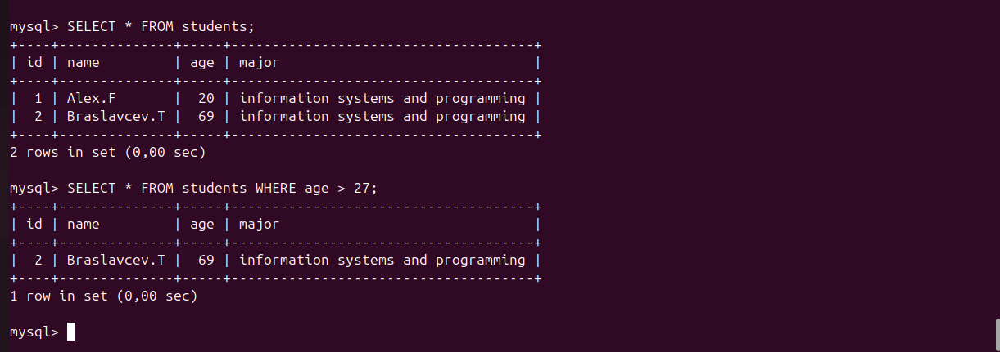 mysql> SELECT * FROM students;
+----+--------------+-----+-------------------------------------+
| id | name         | age | major                               |
+----+--------------+-----+-------------------------------------+
|  1 | Alex.F       |  20 | information systems and programming |
|  2 | Braslavcev.T |  69 | information systems and programming |
+----+--------------+-----+-------------------------------------+
2 rows in set (0,00 sec)

mysql> SELECT * FROM students WHERE age > 27;
+----+--------------+-----+-------------------------------------+
| id | name         | age | major                               |
+----+--------------+-----+-------------------------------------+
|  2 | Braslavcev.T |  69 | information systems and programming |
+----+--------------+-----+-------------------------------------+
1 row in set (0,00 sec)

mysql>